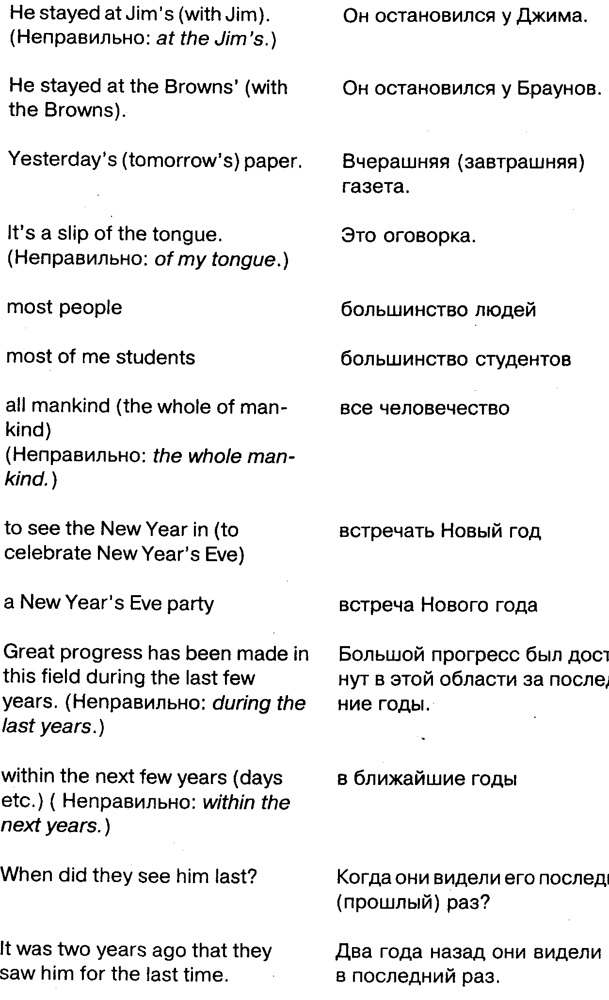 He stayed at Jim's (with Jim).
(Неправильно: at the Jim's.)
Он остановился у Джима.
He stayed at the Browns' (with
the Browns).
Он остановился у Браунов.
Yesterday's (tomorrow's) paper.
Вчерашняя (завтрашняя)
газета.
It's a slip of the tongue.
(Неправильно: of my tongue.)
Это оговорка.
most people
большинство людей
most of me students
большинство студентов
all mankind (the whole of man-
kind)
(Неправильно: the whole man-
kind.)
все человечество
to see the New Year in (to
celebrate New Year's Eve)
встречать Новый год
a New Year's Eve party
встреча Нового года
Great progress has been made in
this field during the last few
years. (Неправильно: during the
last years.)
Большой прогресс был дост
нут в этой области за послед
ние годы.
within the next few years (days
etc.) ( Неправильно: within the
next years.)
в ближайшие годы
When did they see him last?
Когда они видели его послед
(прошлый) раз?
It was two years ago that they
saw him for the last time.
Два года назад они видели
в последний раз.